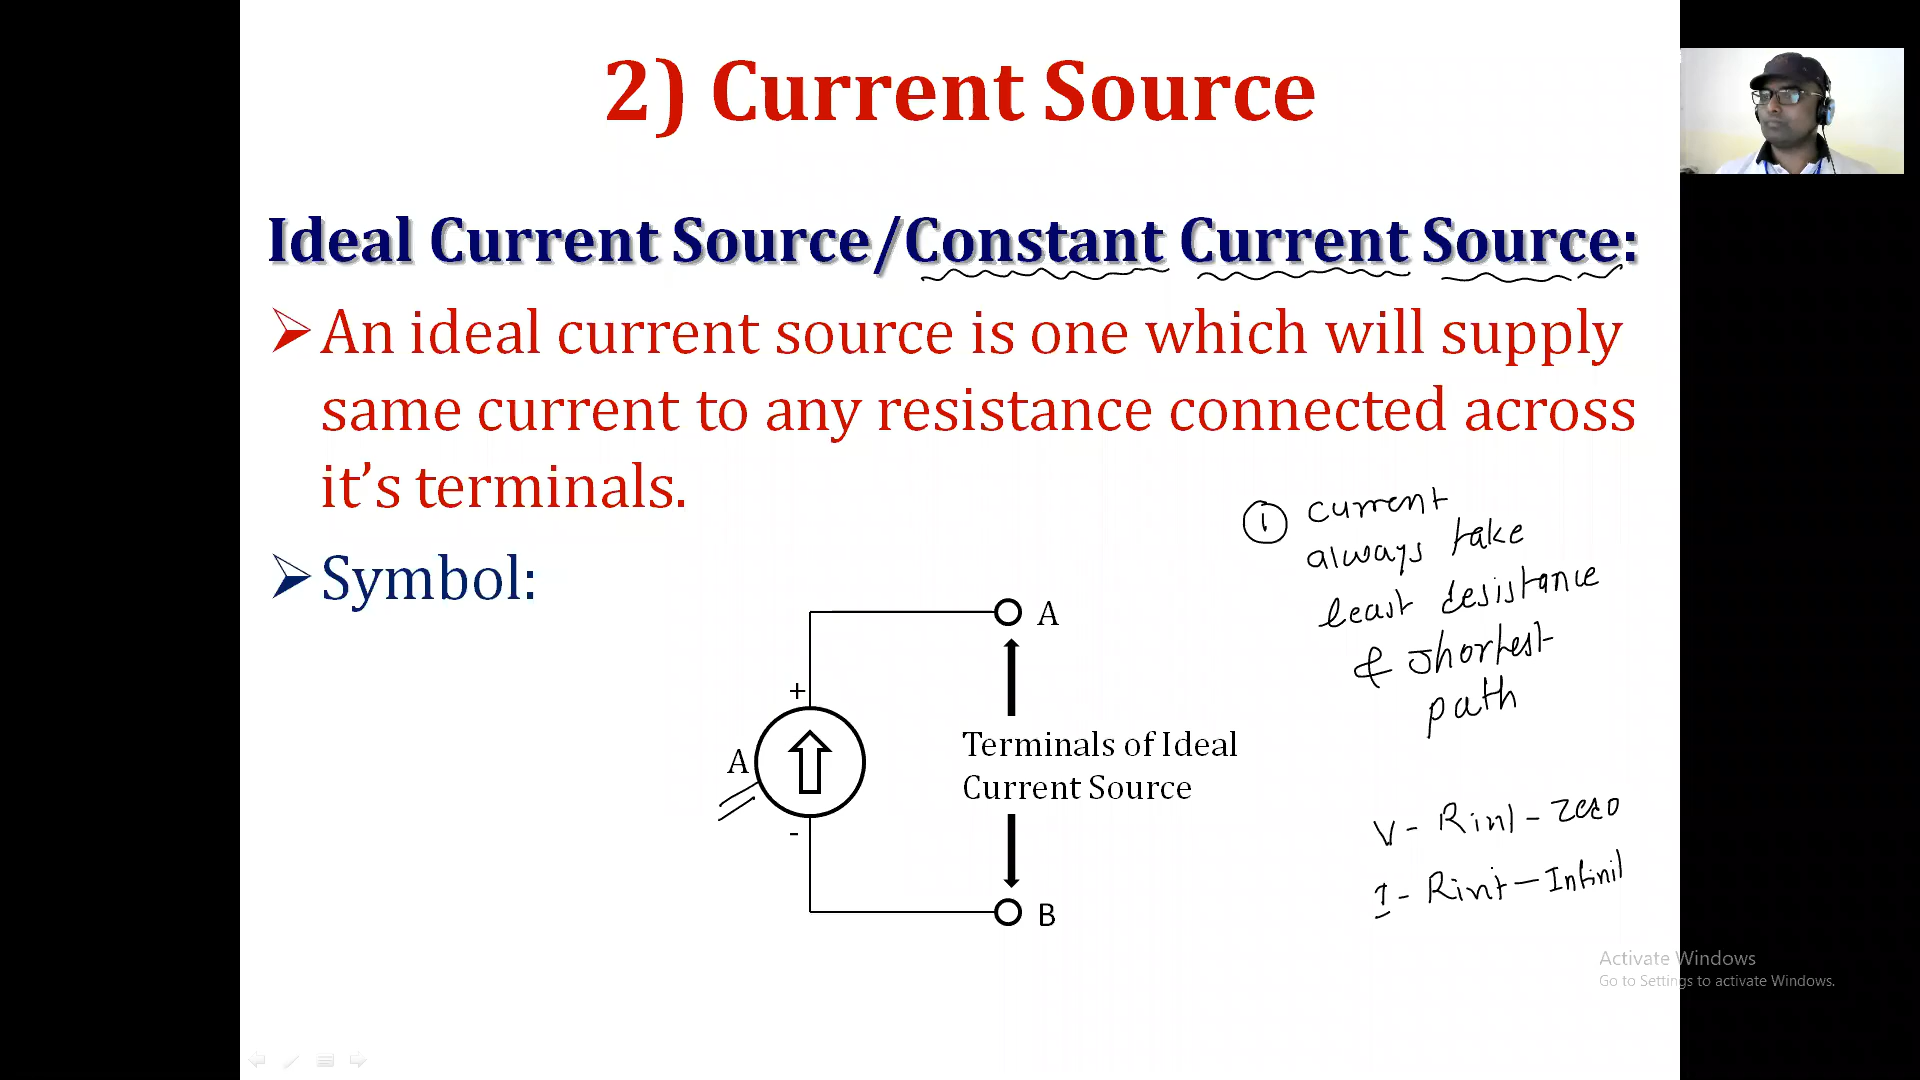 2) Current Source
Ideal Current Source/Constant Current Source:
➢An ideal current source is one which will supply
same current to any resistance connected across
it’s terminals.
➢Symbol:
① current
always take
least desistance
& shortest
path
A
+
A
-
Terminals of Ideal
Current Source
B
V - Rint - zero
I - Rint - Infinit
Activate Windows
Go to Settings to activate Windows.